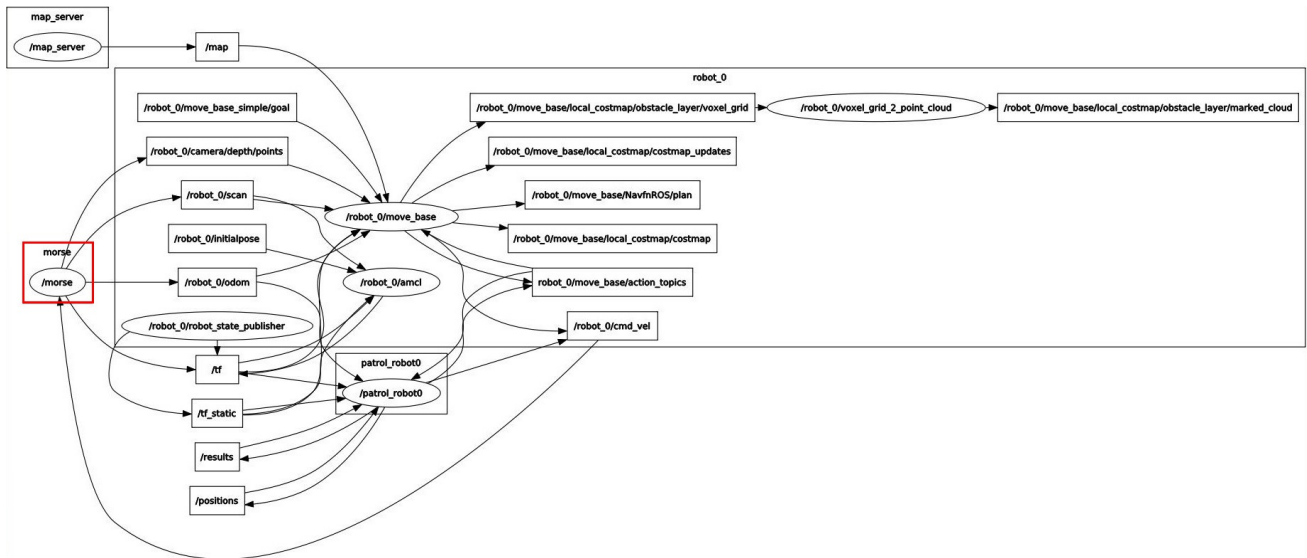 map_server
/map_server
/map
robot_0
/robot_0/move_base_simple/goal
/robot_0/move_base/local_costmap/obstacle_layer/voxel_grid
/robot_0/voxel_grid_2_point_cloud
/robot_0/move_base/local_costmap/obstacle_layer/marked_cloud
/robot_0/camera/depth/points
/robot_0/move_base/local_costmap/costmap_updates
/robot_0/scan
/robot_0/move_base/NavfnROS/plan
/robot_0/move_base
/robot_0/initialpose
/robot_0/move_base/local_costmap/costmap
morse
/morse
/robot_0/odom
/robot_0/amcl
robot_0/move_base/action_topics
/robot_0/robot_state_publisher
/robot_0/cmd_vel
/tf
patrol_robot0
/patrol_robot0
/tf_static
/results
/positions